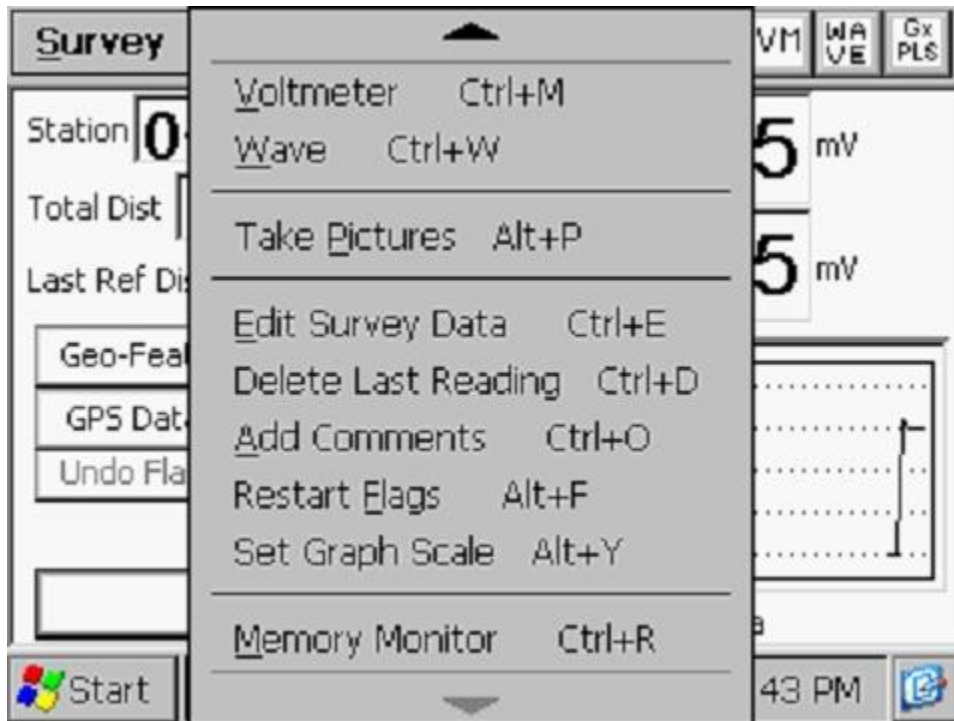 Survey
VM
WA
VE
Gx
PLS
Voltmeter Ctrl+M
Wave Ctrl+W
Take Pictures Alt+P
Edit Survey Data Ctrl+E
Delete Last Reading Ctrl+D
Add Comments Ctrl+O
Restart Flags Alt+F
Set Graph Scale Alt+Y
Memory Monitor Ctrl+R
Station 0
Total Dist
Last Ref Di
Geo-Fea
GPS Dat
Undo Fla
5 mV
5 mV
a
Start
43 PM